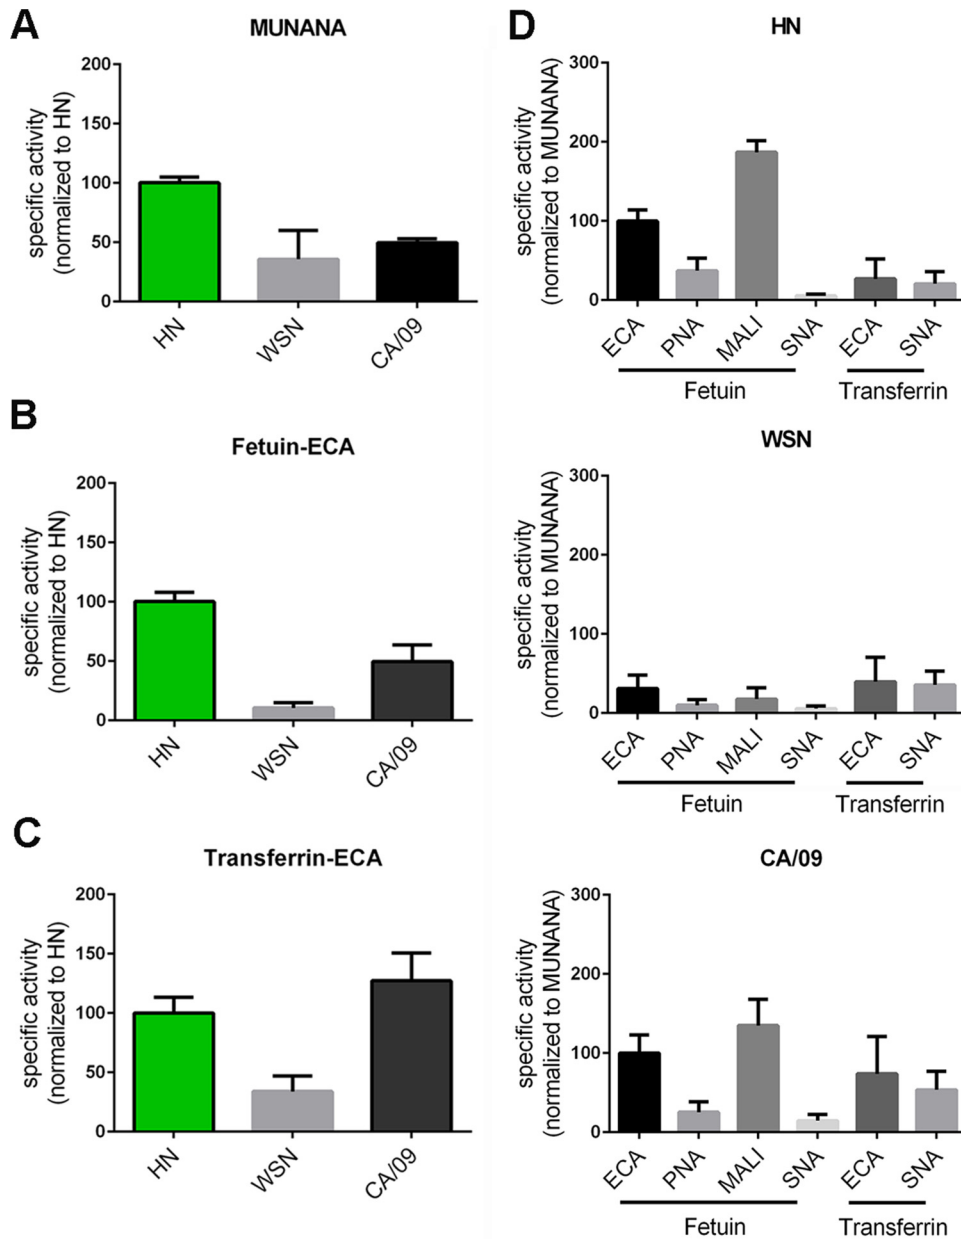 A
MUNANA
specific activity
(normalized to HN)
200
150
100
50
0
HN
WSN
CA/09
B
Fetuin-ECA
specific activity
(normalized to HN)
200
150
100
50
0
HN
WSN
CA/09
C
Transferrin-ECA
specific activity
(normalized to HN)
200
150
100
50
0
HN
WSN
CA/09
D
HN
specific activity
(normalized to MUNANA)
300
200
100
0
ECA
PNA
MALI
SNA
ECA
SNA
Fetuin
Transferrin
WSN
specific activity
(normalized to MUNANA)
300
200
100
0
ECA
PNA
MALI
SNA
ECA
SNA
Fetuin
Transferrin
CA/09
specific activity
(normalized to MUNANA)
300
200
100
0
ECA
PNA
MALI
SNA
ECA
SNA
Fetuin
Transferrin